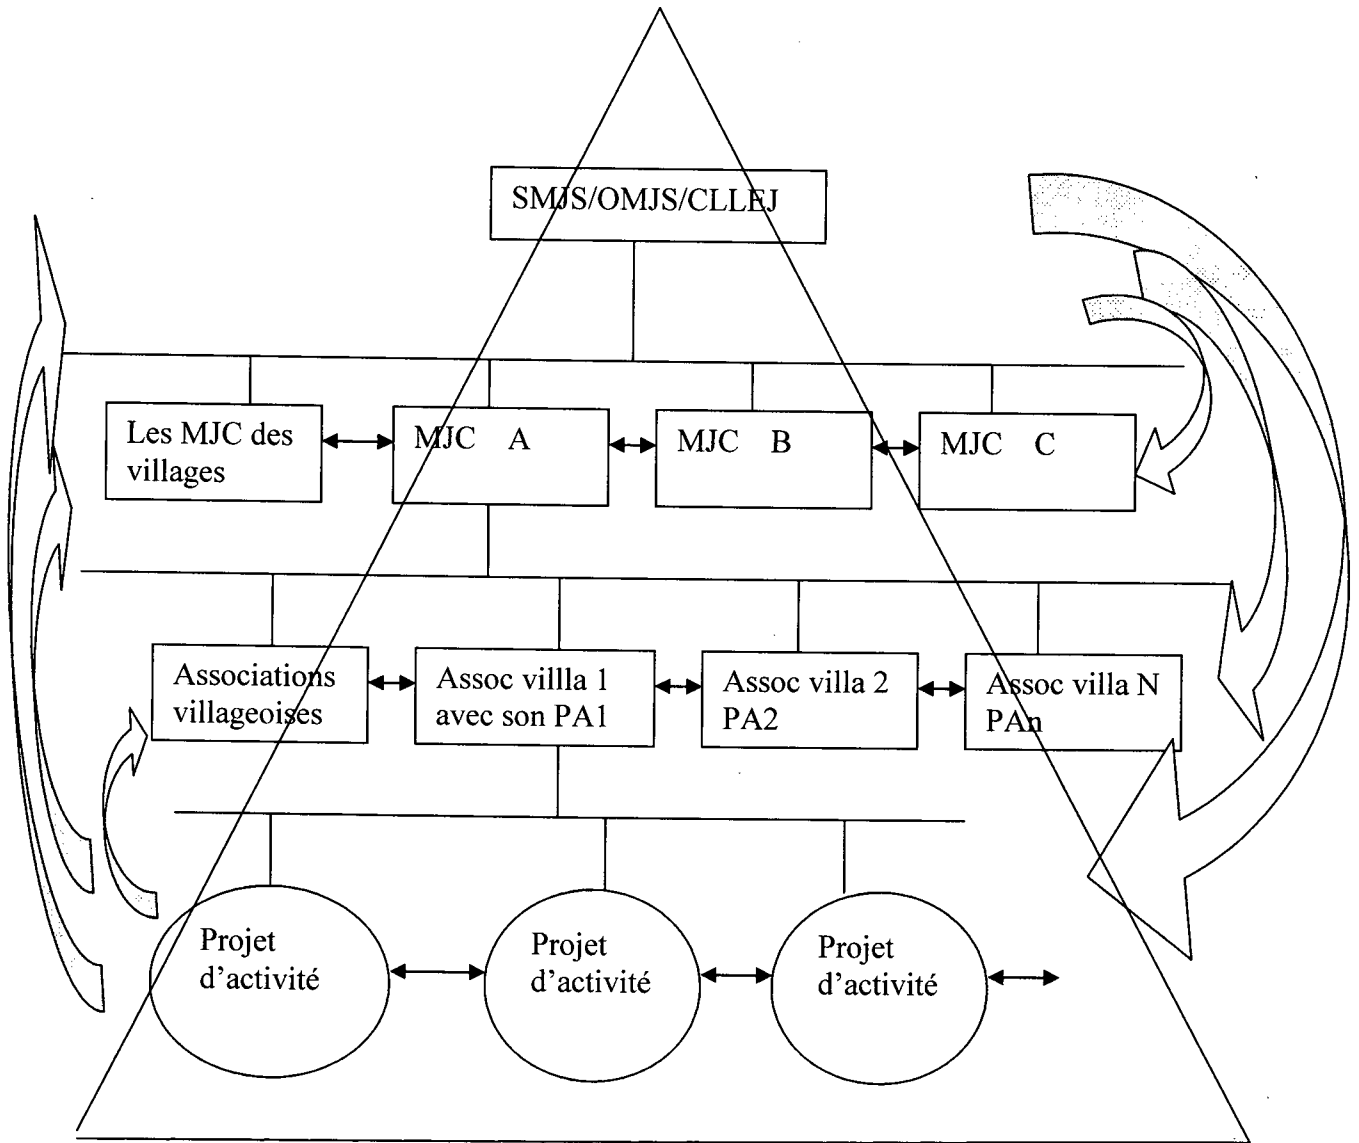 SMJS/OMJS/CLLEJ
Les MJC des
villages
MJC A
MJC B
MJC C
Associations
villageoises
Assoc villla 1
avec son PA1
Assoc villa 2
PA2
Assoc villa N
PAn
Projet
d’activité
Projet
d’activité
Projet
d’activité